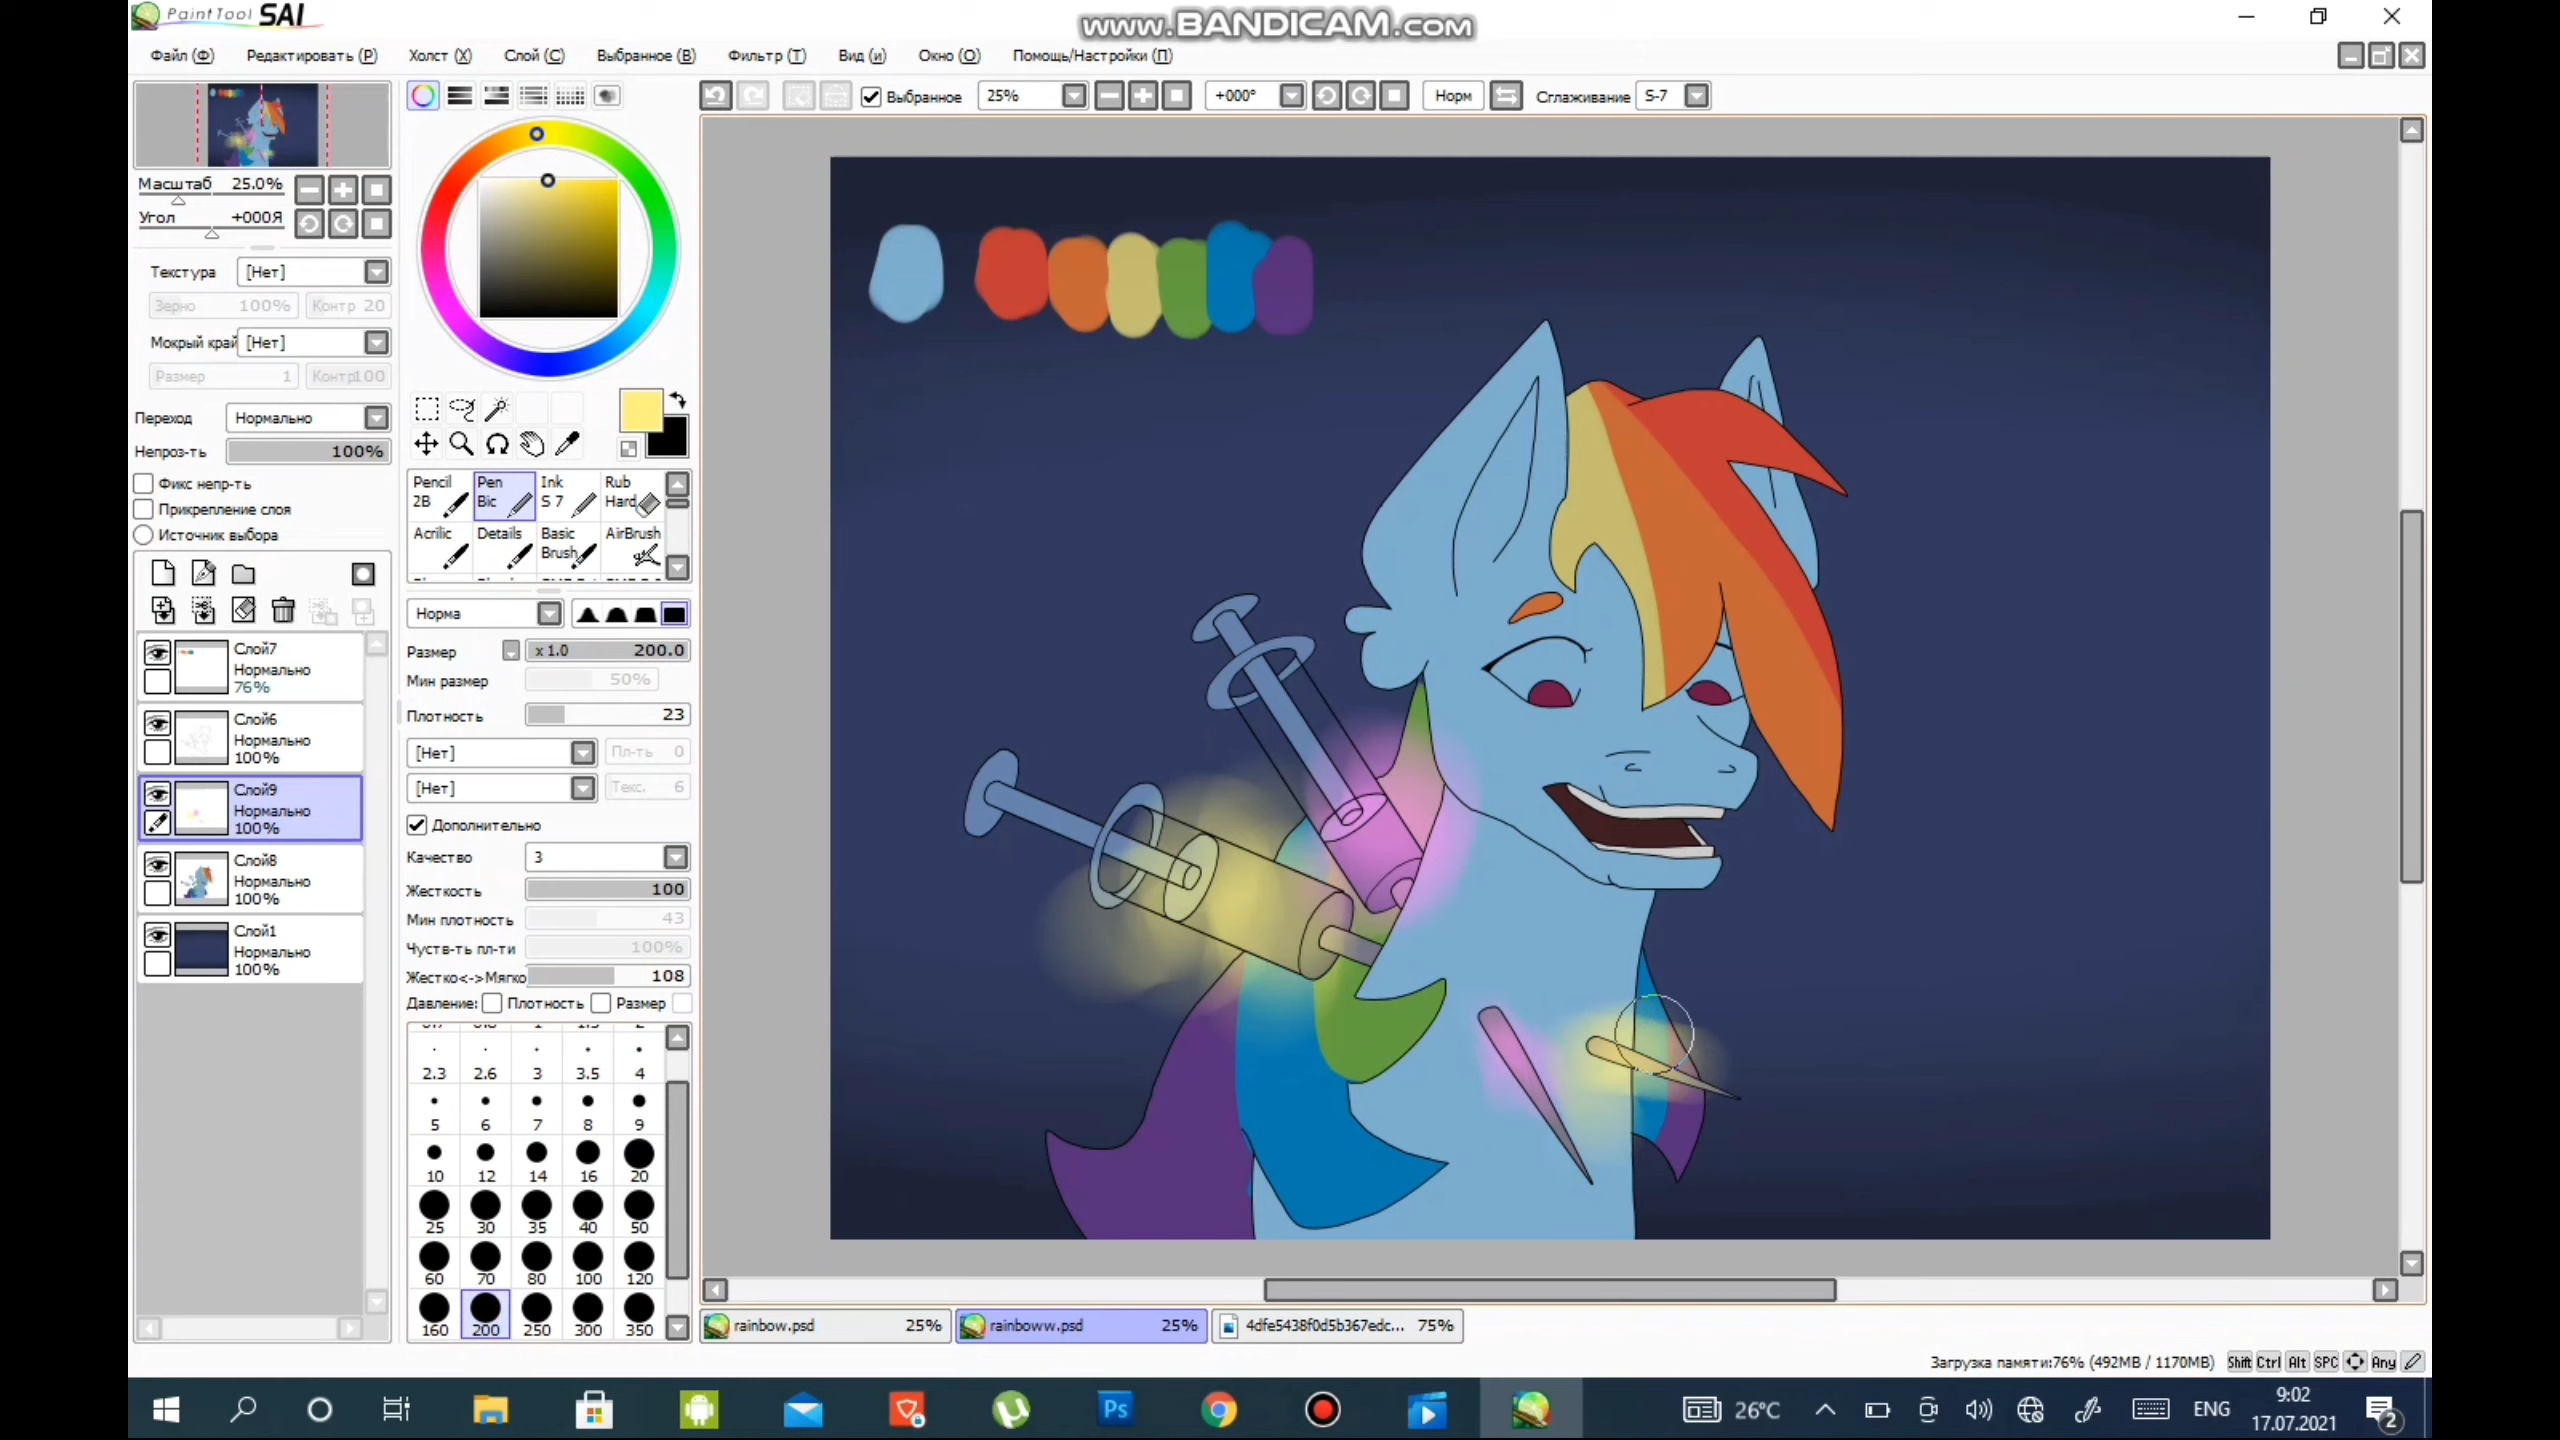 PaintTool SAI
www.BANDICAM.com
Файл (Ф) Редактировать (Р) Холст (Х) Слой (С) Выбранное (В) Фильтр (Т) Вид (и) Окно (О) Помощь/Настройки (П)
Выбранное 25% +000° Норм Сглаживание S-7
Масштаб 25.0%
Угол +000Я
Текстура [Нет]
Зерно 100% Контр 20
Мокрый край [Нет]
Размер 1 Контр100
Переход Нормально
Непроз-ть 100%
Фикс непр-ть
Прикрепление слоя
Источник выбора
Слой7
Нормально
76%
Слой6
Нормально
100%
Слой9
Нормально
100%
Слой8
Нормально
100%
Слой1
Нормально
100%
Pencil 2B
Pen Bic
Ink S 7
Rub Hard
Acrilic
Details
Basic Brush
AirBrush
Норма
Размер x 1.0 200.0
Мин размер 50%
Плотность 23
[Нет] Пл-ть 0
[Нет] Текс. 6
Дополнительно
Качество 3
Жесткость 100
Мин плотность 43
Чуств-ть пл-ти 100%
Жестко<->Мягко 108
Давление: Плотность Размер
2.3 2.6 3 3.5 4
5 6 7 8 9
10 12 14 16 20
25 30 35 40 50
60 70 80 100 120
160 200 250 300 350
rainbow.psd 25% rainboww.psd 25% 4dfe5438f0d5b367edc... 75%
Загрузка памяти:76% (492MB / 1170MB) Shift Ctrl Alt SPC Any
Ps 26°C ENG 9:02
17.07.2021 2